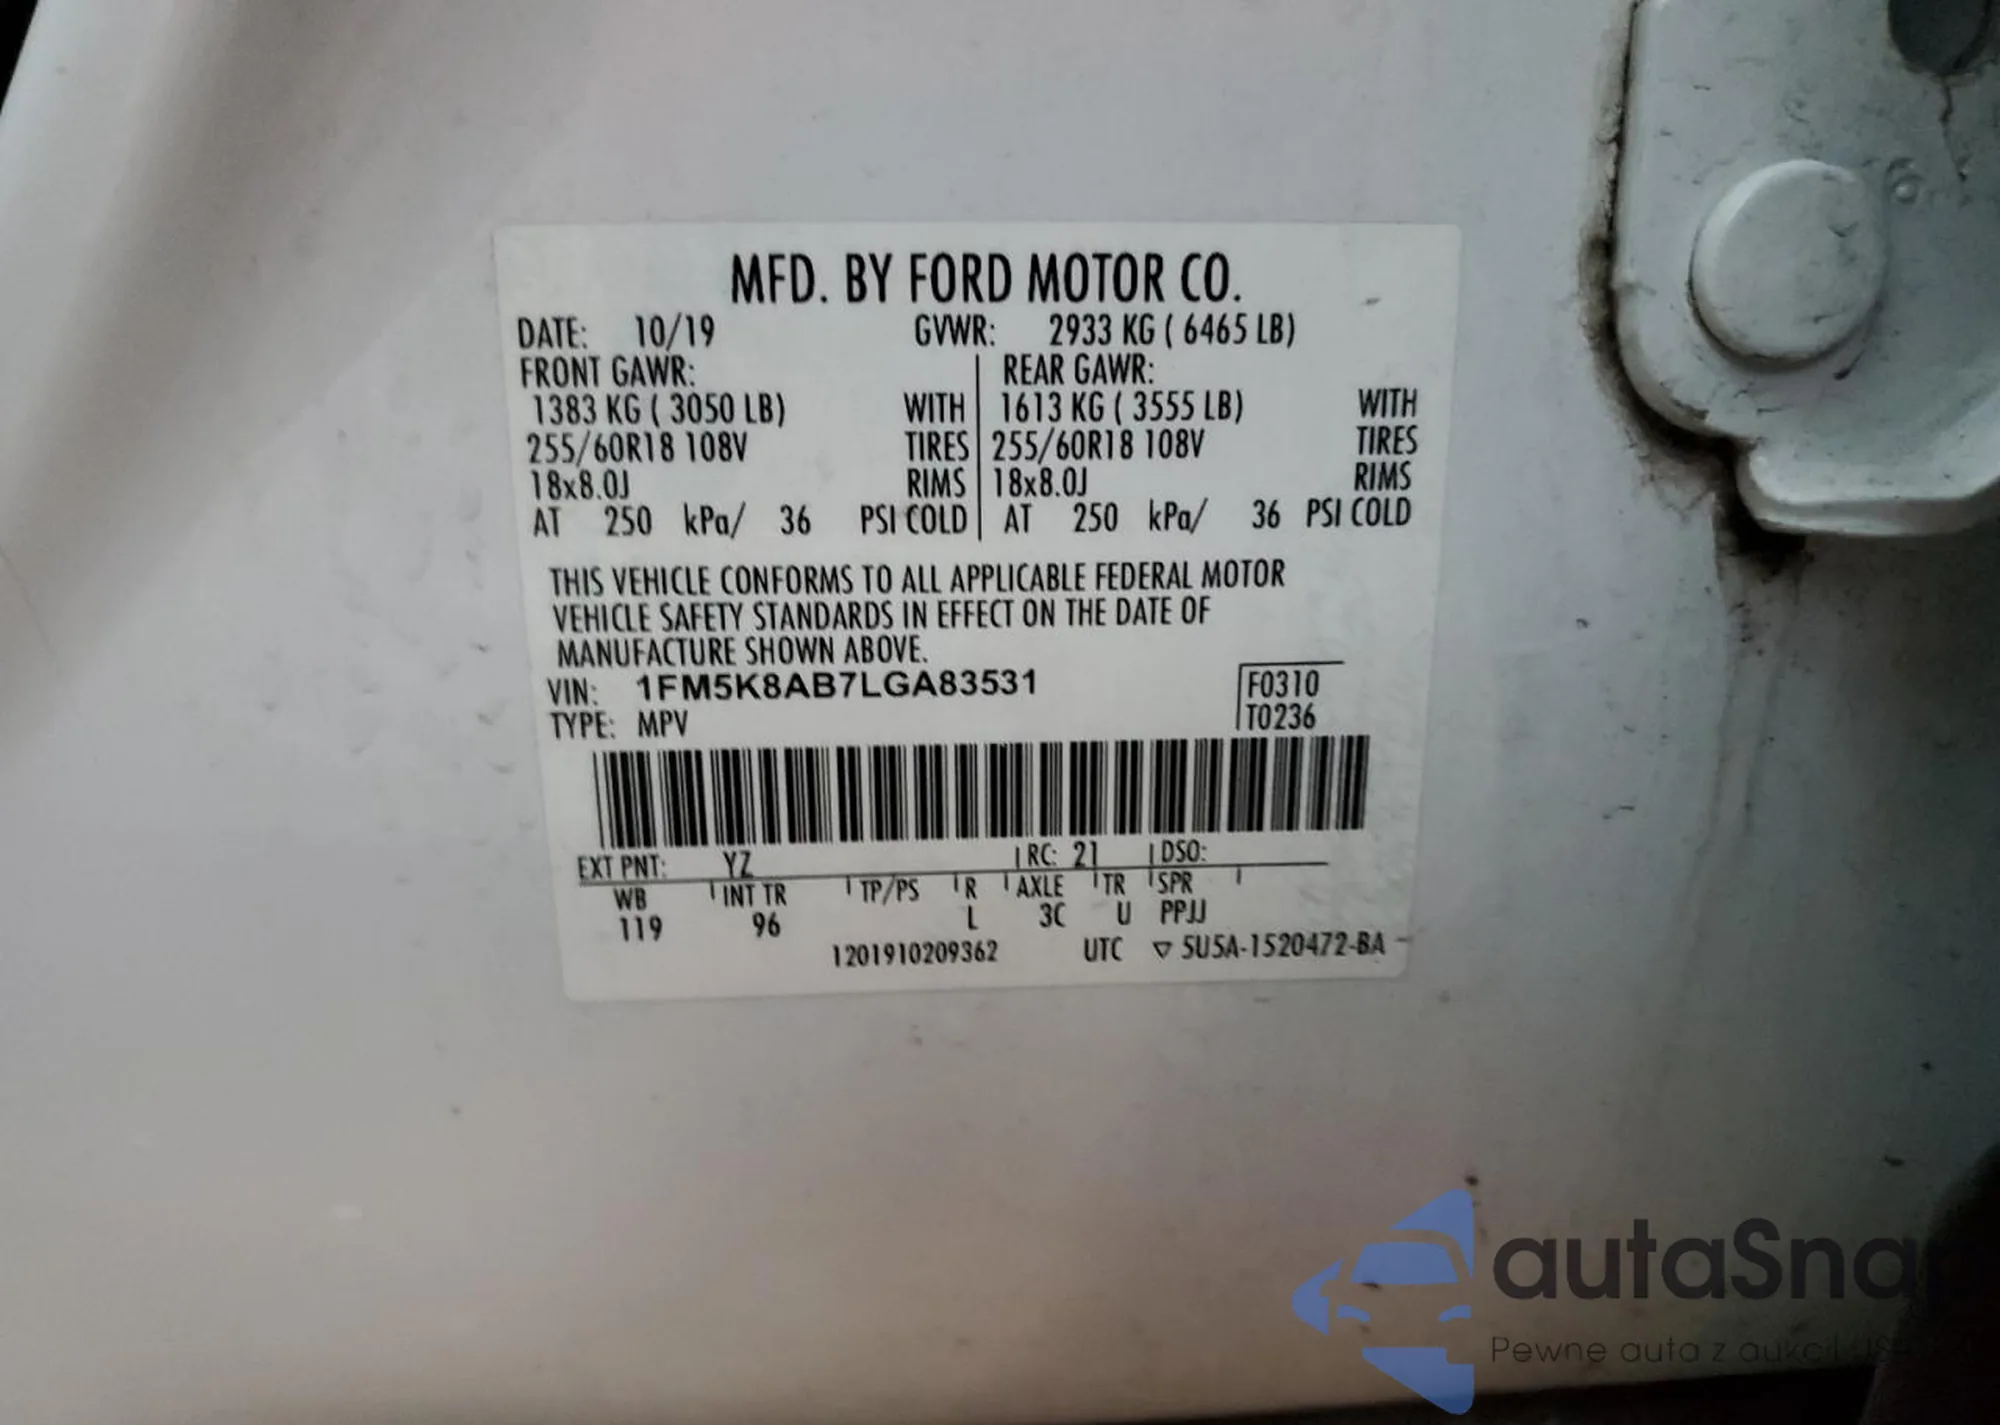 MFD. BY FORD MOTOR CO.
DATE: 10/19 GVWR: 2933 KG ( 6465 LB)
FRONT GAWR: REAR GAWR:
1383 KG ( 3050 LB) WITH 1613 KG ( 3555 LB) WITH
255/60R18 108V TIRES 255/60R18 108V TIRES
18x8.0J RIMS 18x8.0J RIMS
AT 250 kPa/ 36 PSI COLD AT 250 kPa/ 36 PSI COLD
THIS VEHICLE CONFORMS TO ALL APPLICABLE FEDERAL MOTOR
VEHICLE SAFETY STANDARDS IN EFFECT ON THE DATE OF
MANUFACTURE SHOWN ABOVE.
VIN: 1FM5K8AB7LGA83531 F0310
TYPE: MPV T0236
EXT PNT: YZ RC: 21 DSO:
WB INT TR TP/PS R AXLE TR SPR
119 96 L 3C U PPJJ
1201910209362 UTC ▽ 5U5A-1520472-BA
autaSna
Pewne auta z aukcji US